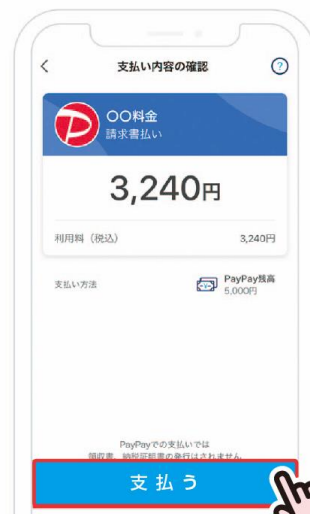 支払い内容の確認
?
〇〇料金
請求書払い
3,240円
利用料（税込）
3,240円
支払い方法
PayPay残高
5,000円
PayPayでの支払いでは
領収書、納税証明書の発行はされません
支払う